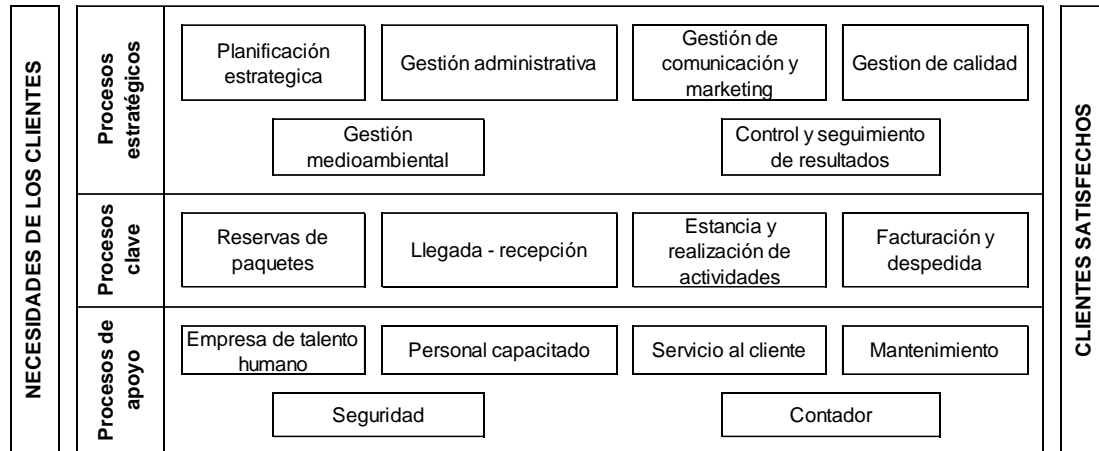 NECESIDADES DE LOS CLIENTES
Procesos
estratégicos
Planificación
estrategica
Gestión administrativa
Gestión de
comunicación y
marketing
Gestion de calidad
Gestión
medioambiental
Control y seguimiento
de resultados
Procesos
clave
Reservas de
paquetes
Llegada - recepción
Estancia y
realización de
actividades
Facturación y
despedida
Procesos de
apoyo
Empresa de talento
humano
Personal capacitado
Servicio al cliente
Mantenimiento
Seguridad
Contador
CLIENTES SATISFECHOS